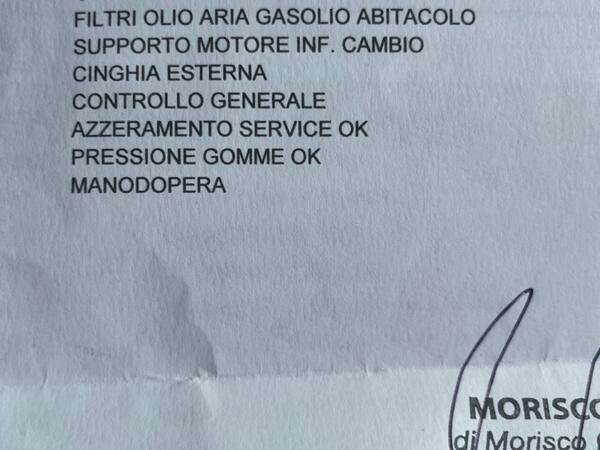 FILTRI OLIO ARIA GASOLIO ABITACOLO
SUPPORTO MOTORE INF. CAMBIO
CINGHIA ESTERNA
CONTROLLO GENERALE
AZZERAMENTO SERVICE OK
PRESSIONE GOMME OK
MANODOPERA
MORISCO
di Morisco